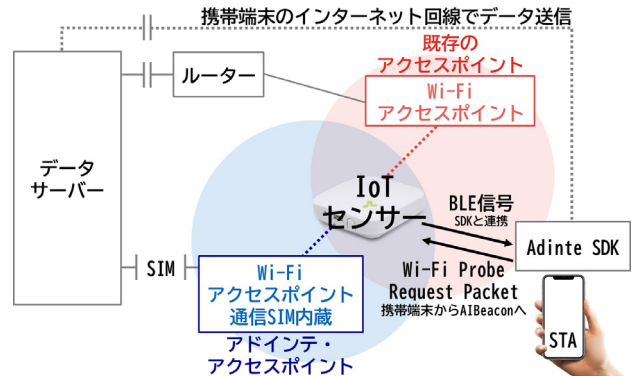 携帯端末のインターネット回線でデータ送信
既存の
アクセスポイント
ルーター
Wi-Fi
アクセスポイント
データ
サーバー
IoT
センサー
BLE信号
SDKと連携
Adinte SDK
SIM
Wi-Fi
アクセスポイント
通信SIM内蔵
Wi-Fi Probe
Request Packet
携帯端末からAIBeaconへ
アドインテ・
アクセスポイント
STA